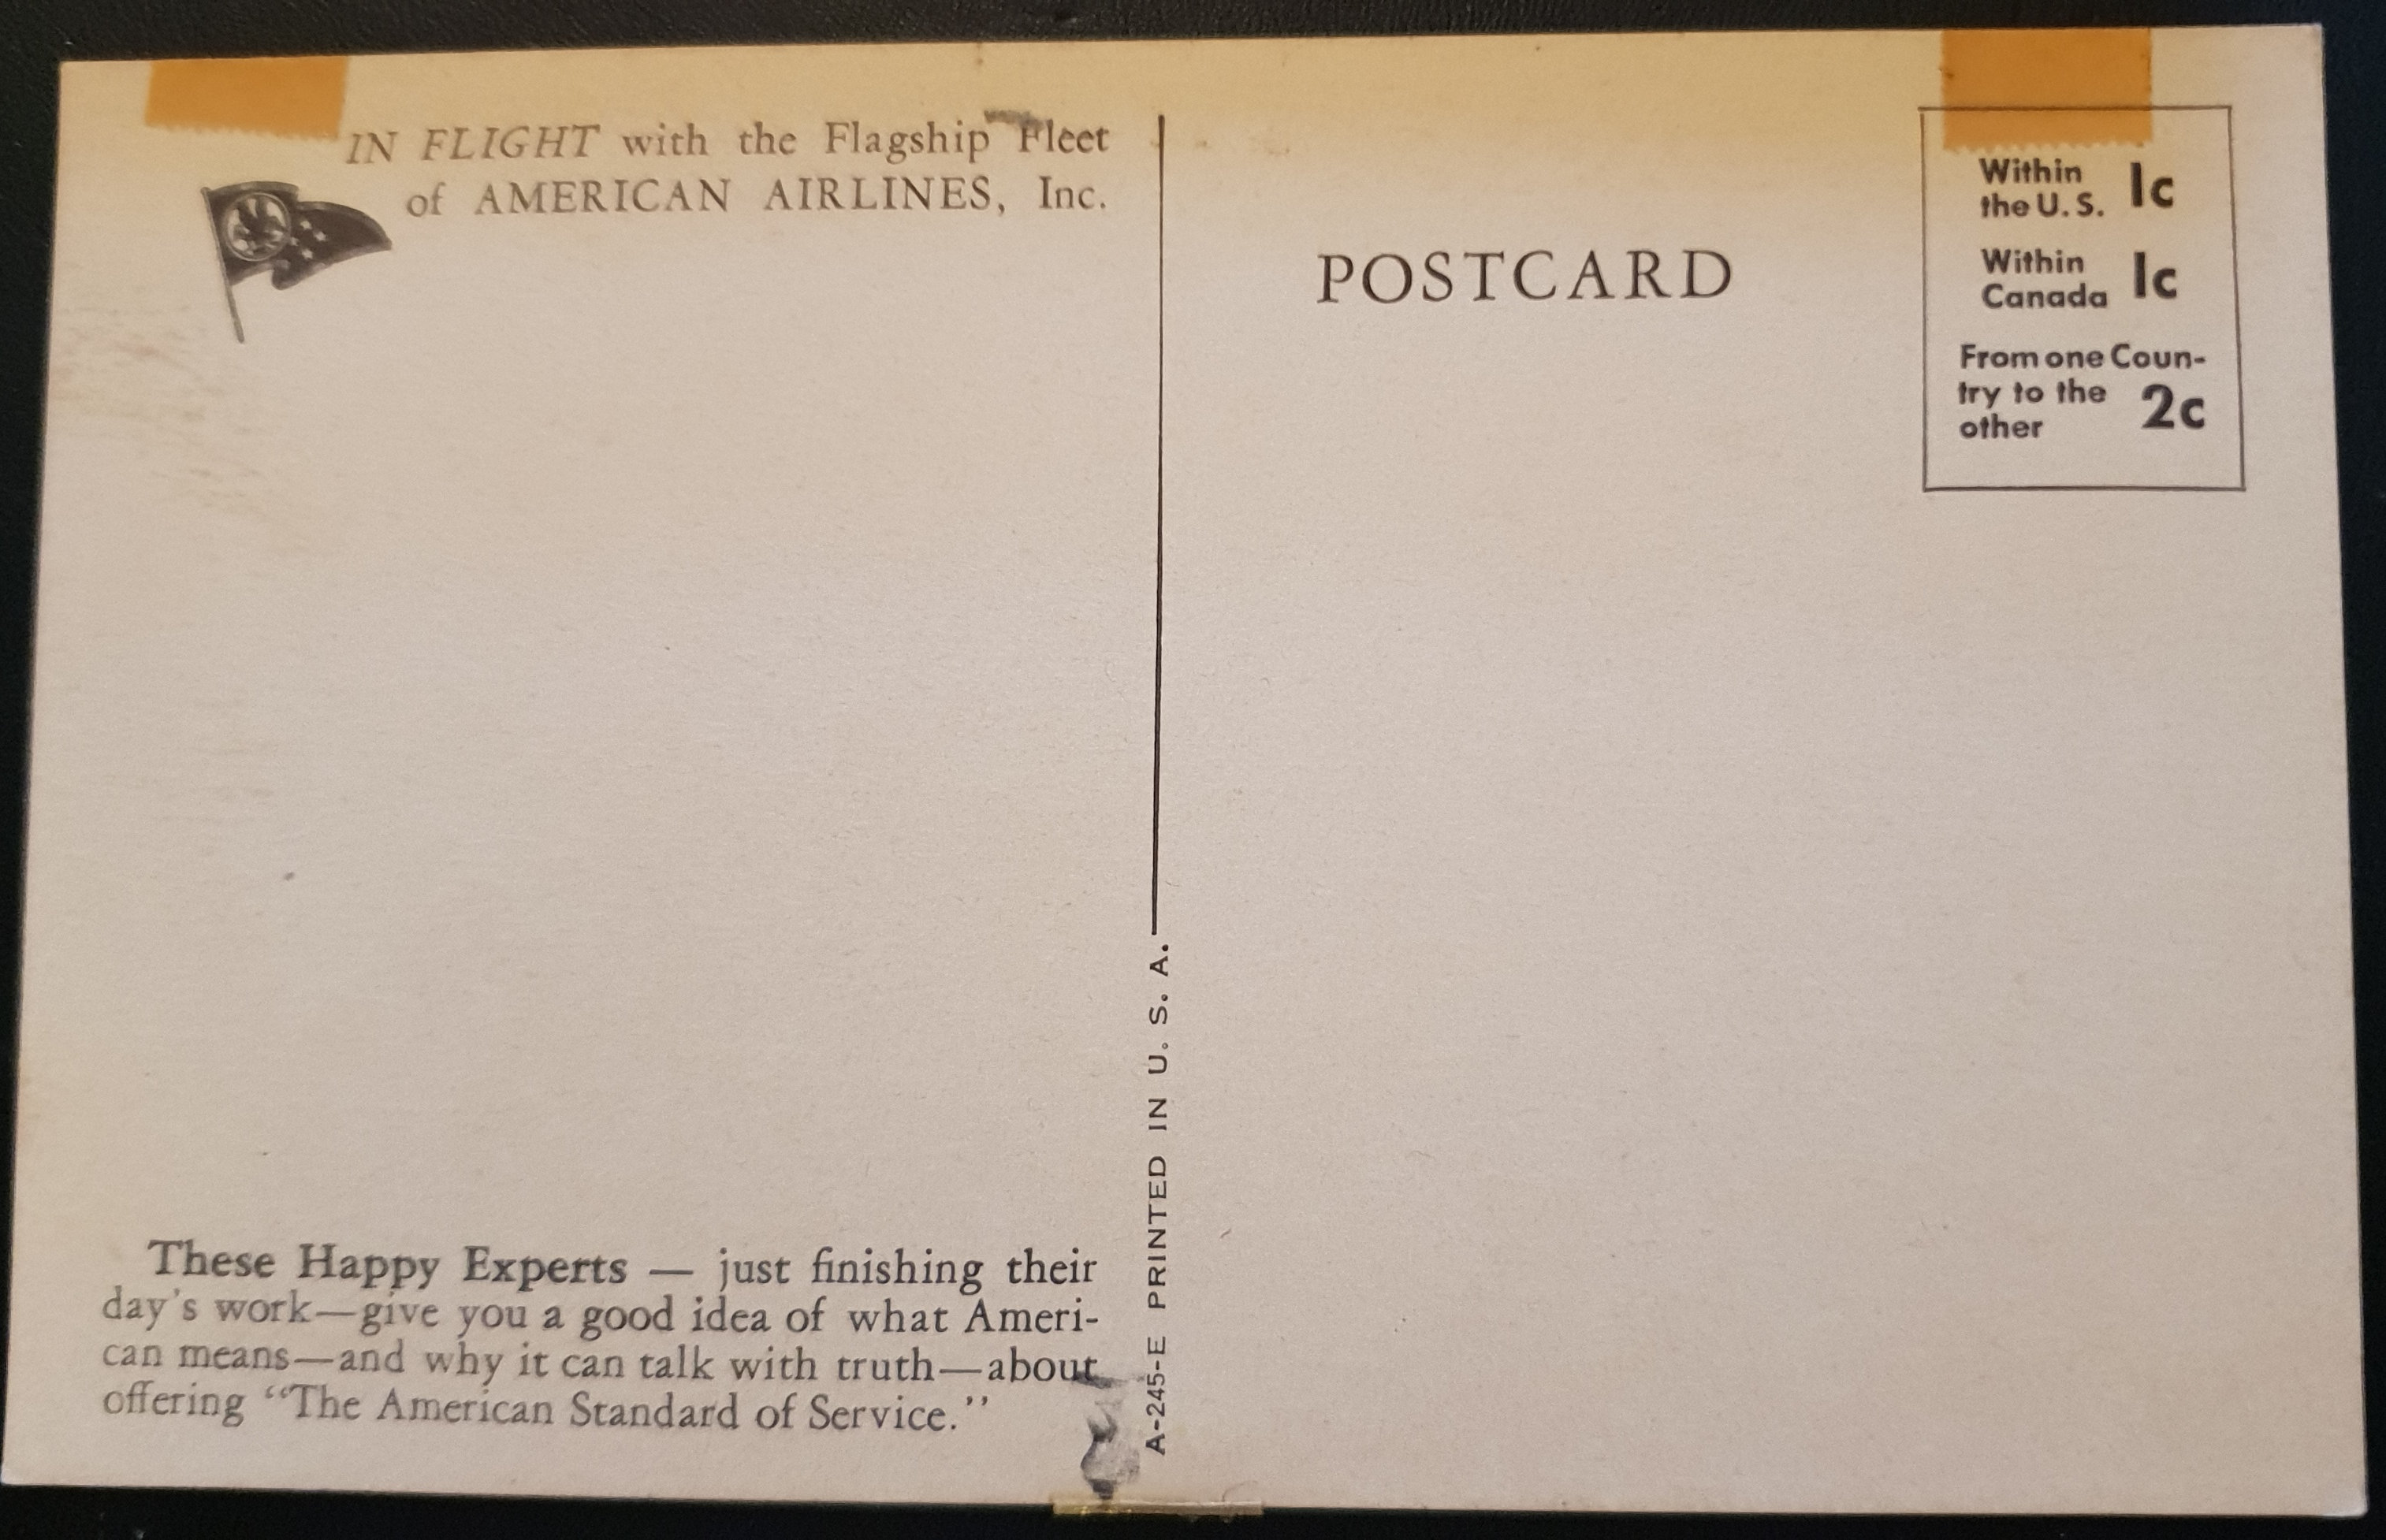 IN FLIGHT with the Flagship Fleet
of AMERICAN AIRLINES, Inc.
These Happy Experts — just finishing their
day's work—give you a good idea of what Ameri-
can means—and why it can talk with truth—about
offering “The American Standard of Service.”
A-245-E PRINTED IN U. S. A.
POSTCARD
Within
the U. S. 1c
Within
Canada 1c
From one Coun-
try to the
other 2c